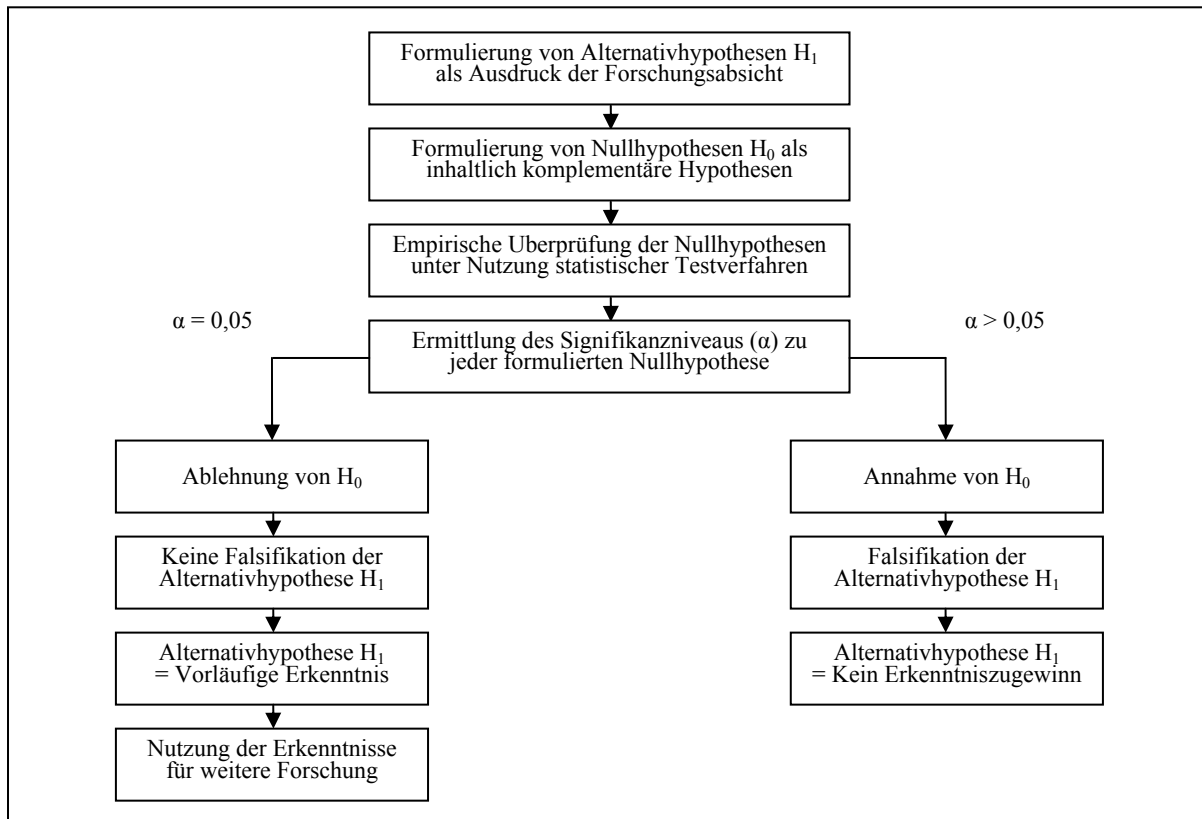 Formulierung von Alternativhypothesen H₁
als Ausdruck der Forschungsabsicht
Formulierung von Nullhypothesen H₀ als
inhaltlich komplementäre Hypothesen
Empirische Uberprüfung der Nullhypothesen
unter Nutzung statistischer Testverfahren
α = 0,05
α > 0,05
Ermittlung des Signifikanzniveaus (α) zu
jeder formulierten Nullhypothese
Ablehnung von H₀
Annahme von H₀
Keine Falsifikation der
Alternativhypothese H₁
Falsifikation der
Alternativhypothese H₁
Alternativhypothese H₁
= Vorläufige Erkenntnis
Alternativhypothese H₁
= Kein Erkenntniszugewinn
Nutzung der Erkenntnisse
für weitere Forschung